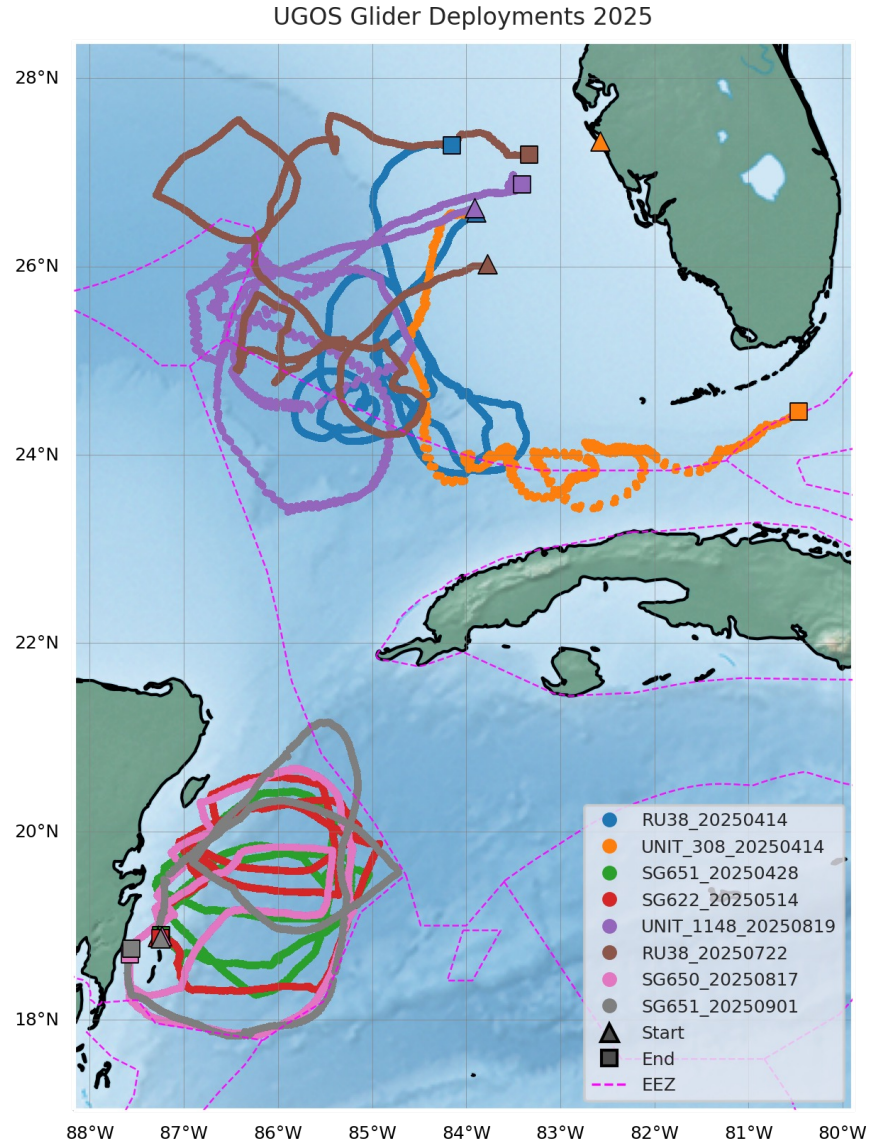 UGOS Glider Deployments 2025
28°N
26°N
24°N
22°N
20°N
18°N
RU38_20250414
UNIT_308_20250414
SG651_20250428
SG622_20250514
UNIT_1148_20250819
RU38_20250722
SG650_20250817
SG651_20250901
Start
End
EEZ
88°W 87°W 86°W 85°W 84°W 83°W 82°W 81°W 80°W